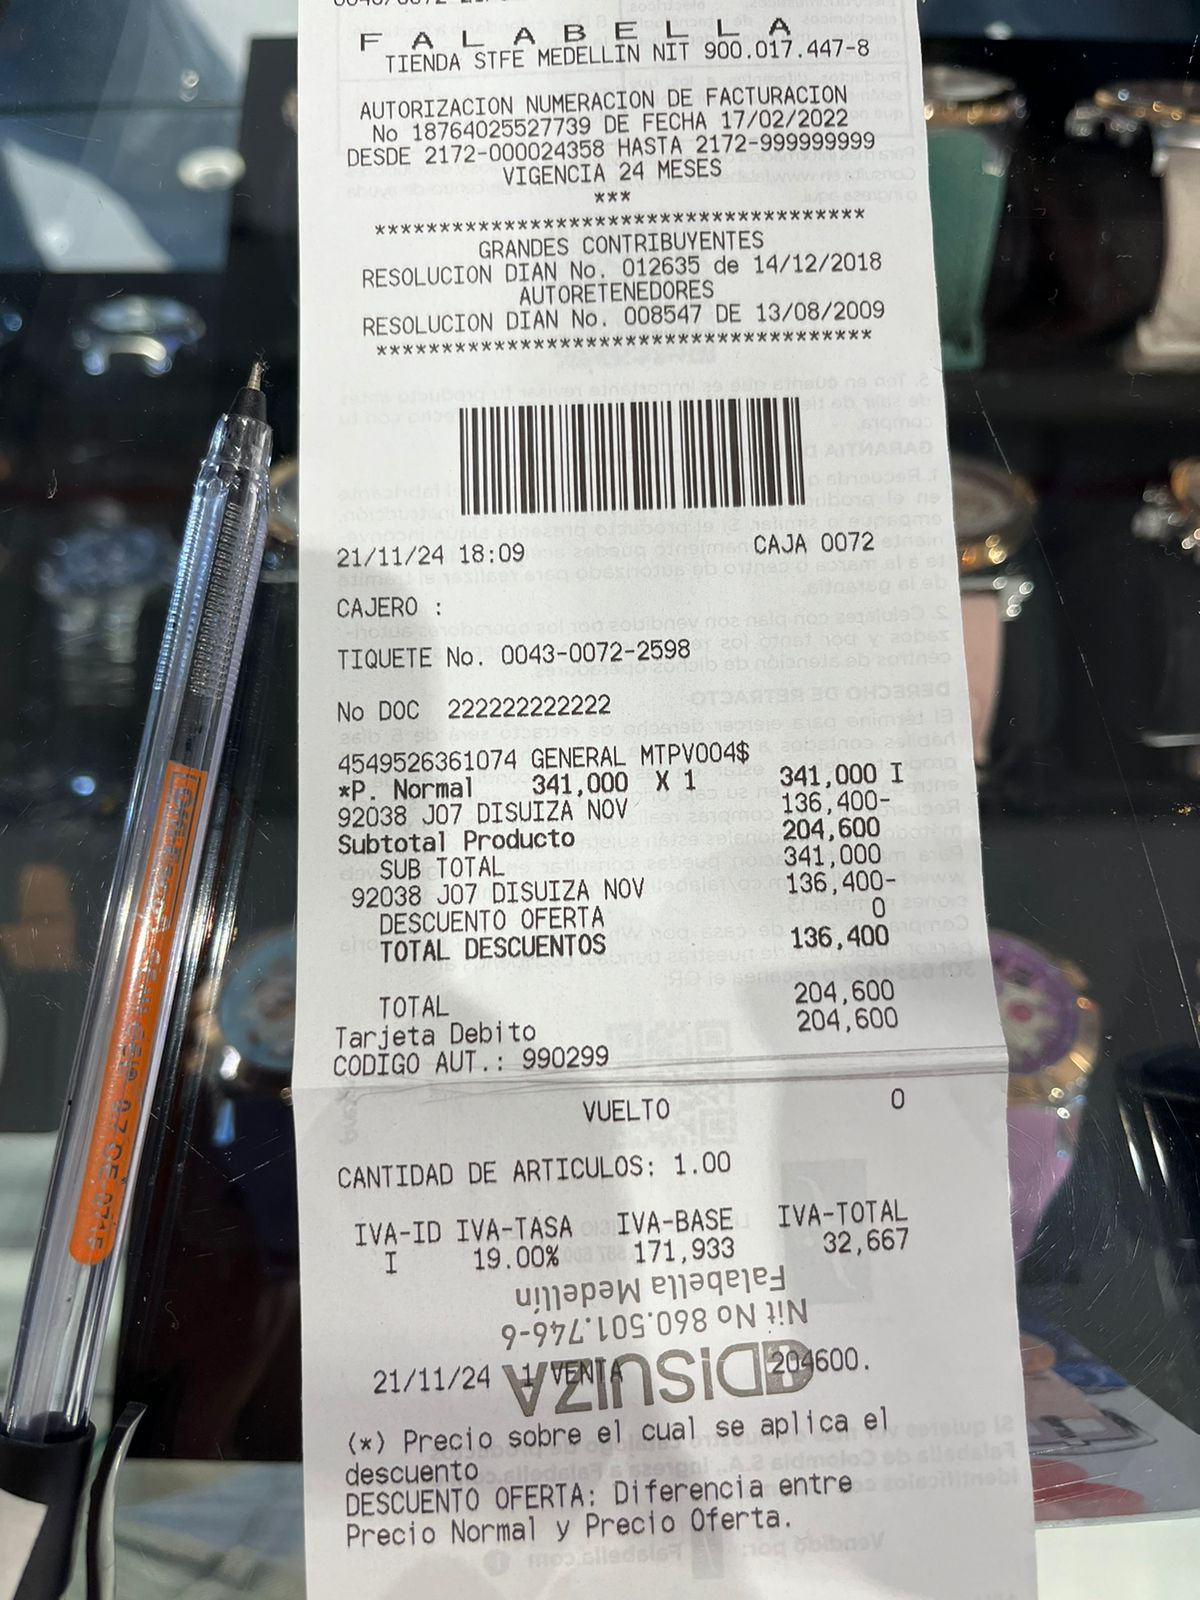 F A L A B E L L A
TIENDA STFE MEDELLIN NIT 900.017.447-8
AUTORIZACION NUMERACION DE FACTURACION
No 18764025527739 DE FECHA 17/02/2022
DESDE 2172-000024358 HASTA 2172-999999999
VIGENCIA 24 MESES
***
**************************************
GRANDES CONTRIBUYENTES
RESOLUCION DIAN No. 012635 de 14/12/2018
AUTORETENEDORES
RESOLUCION DIAN No. 008547 DE 13/08/2009
**************************************
21/11/24 18:09 CAJA 0072
CAJERO :
TIQUETE No. 0043-0072-2598
No DOC 222222222222
4549526361074 GENERAL MTPV004$
*P. Normal 341,000 X 1 341,000 I
92038 J07 DISUIZA NOV 136,400-
Subtotal Producto 204,600
SUB TOTAL 341,000
92038 J07 DISUIZA NOV 136,400-
DESCUENTO OFERTA 0
TOTAL DESCUENTOS 136,400
TOTAL 204,600
Tarjeta Debito 204,600
CODIGO AUT.: 990299
VUELTO 0
CANTIDAD DE ARTICULOS: 1.00
IVA-ID IVA-TASA IVA-BASE IVA-TOTAL
I 19.00% 171,933 32,667
Falabella Medellín
Nit No 860.501.746-6
DISUIZA
21/11/24 1 VENTA 204600.
(*) Precio sobre el cual se aplica el
descuento
DESCUENTO OFERTA: Diferencia entre
Precio Normal y Precio Oferta.